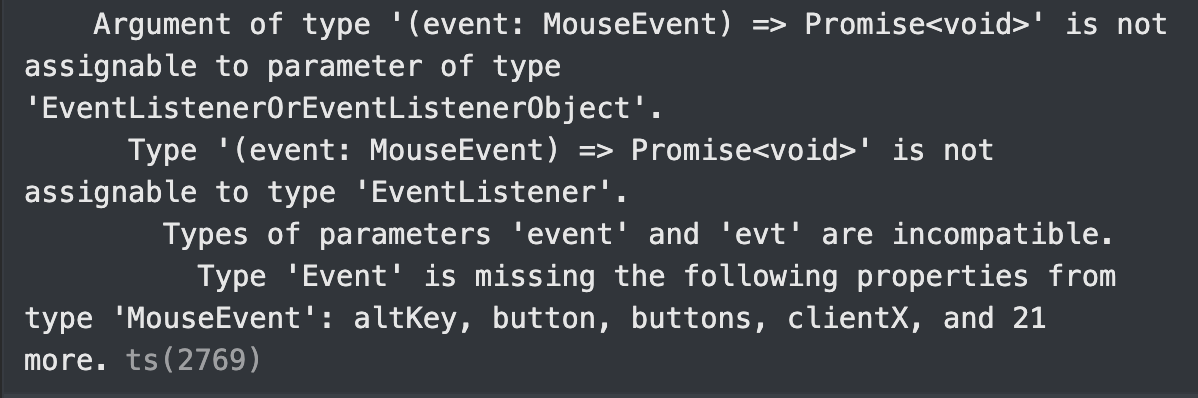 Argument of type '(event: MouseEvent) => Promise<void>' is not
assignable to parameter of type
'EventListenerOrEventListenerObject'.
Type '(event: MouseEvent) => Promise<void>' is not
assignable to type 'EventListener'.
Types of parameters 'event' and 'evt' are incompatible.
Type 'Event' is missing the following properties from
type 'MouseEvent': altKey, button, buttons, clientX, and 21
more. ts(2769)